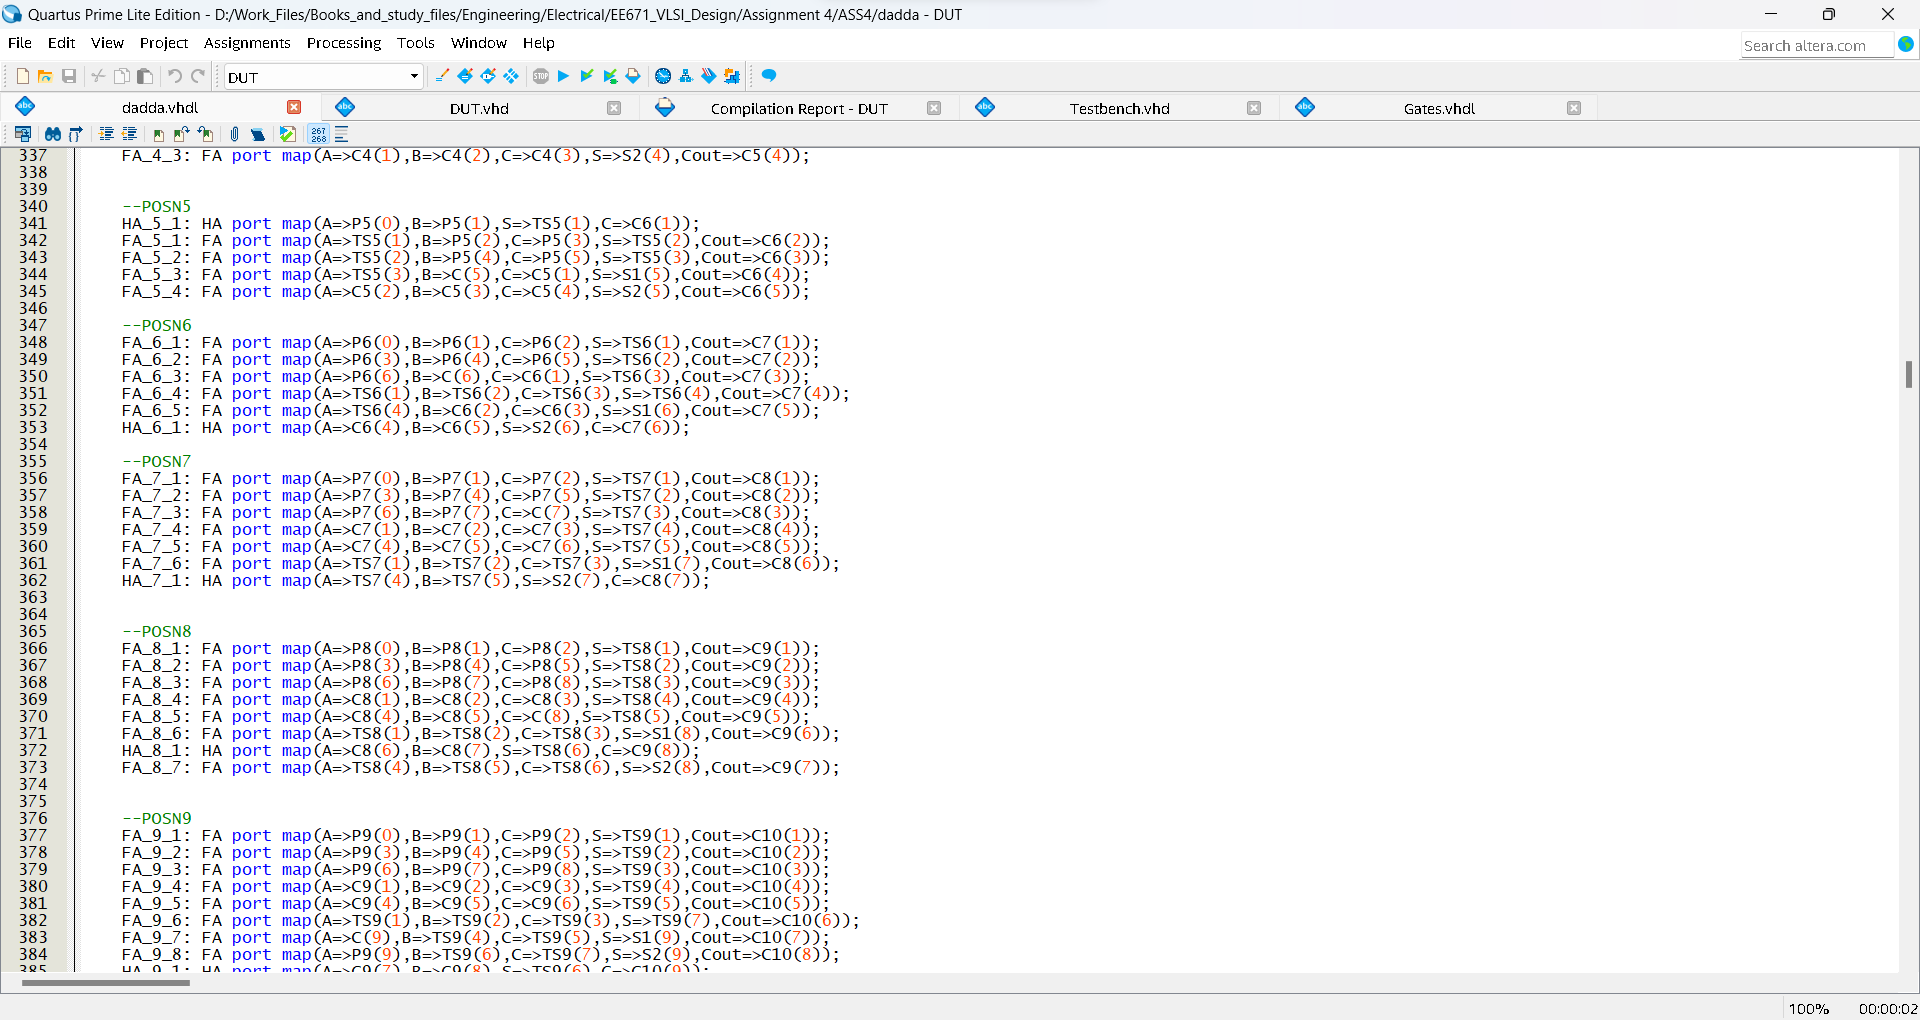 Quartus Prime Lite Edition - D:/Work_Files/Books_and_study_files/Engineering/Electrical/EE671_VLSI_Design/Assignment 4/ASS4/dadda - DUT
File Edit View Project Assignments Processing Tools Window Help
Search altera.com
DUT
STOP
abc dadda.vhdl abc DUT.vhd Compilation Report - DUT abc Testbench.vhd abc Gates.vhdl
267
268
337 FA_4_3: FA port map(A=>C4(1),B=>C4(2),C=>C4(3),S=>S2(4),Cout=>C5(4));
338
339
340 --POSN5
341 HA_5_1: HA port map(A=>P5(0),B=>P5(1),S=>TS5(1),C=>C6(1));
342 FA_5_1: FA port map(A=>TS5(1),B=>P5(2),C=>P5(3),S=>TS5(2),Cout=>C6(2));
343 FA_5_2: FA port map(A=>TS5(2),B=>P5(4),C=>P5(5),S=>TS5(3),Cout=>C6(3));
344 FA_5_3: FA port map(A=>TS5(3),B=>C(5),C=>C5(1),S=>S1(5),Cout=>C6(4));
345 FA_5_4: FA port map(A=>C5(2),B=>C5(3),C=>C5(4),S=>S2(5),Cout=>C6(5));
346
347 --POSN6
348 FA_6_1: FA port map(A=>P6(0),B=>P6(1),C=>P6(2),S=>TS6(1),Cout=>C7(1));
349 FA_6_2: FA port map(A=>P6(3),B=>P6(4),C=>P6(5),S=>TS6(2),Cout=>C7(2));
350 FA_6_3: FA port map(A=>P6(6),B=>C(6),C=>C6(1),S=>TS6(3),Cout=>C7(3));
351 FA_6_4: FA port map(A=>TS6(1),B=>TS6(2),C=>TS6(3),S=>TS6(4),Cout=>C7(4));
352 FA_6_5: FA port map(A=>TS6(4),B=>C6(2),C=>C6(3),S=>S1(6),Cout=>C7(5));
353 HA_6_1: HA port map(A=>C6(4),B=>C6(5),S=>S2(6),C=>C7(6));
354
355 --POSN7
356 FA_7_1: FA port map(A=>P7(0),B=>P7(1),C=>P7(2),S=>TS7(1),Cout=>C8(1));
357 FA_7_2: FA port map(A=>P7(3),B=>P7(4),C=>P7(5),S=>TS7(2),Cout=>C8(2));
358 FA_7_3: FA port map(A=>P7(6),B=>P7(7),C=>C(7),S=>TS7(3),Cout=>C8(3));
359 FA_7_4: FA port map(A=>C7(1),B=>C7(2),C=>C7(3),S=>TS7(4),Cout=>C8(4));
360 FA_7_5: FA port map(A=>C7(4),B=>C7(5),C=>C7(6),S=>TS7(5),Cout=>C8(5));
361 FA_7_6: FA port map(A=>TS7(1),B=>TS7(2),C=>TS7(3),S=>S1(7),Cout=>C8(6));
362 HA_7_1: HA port map(A=>TS7(4),B=>TS7(5),S=>S2(7),C=>C8(7));
363
364
365 --POSN8
366 FA_8_1: FA port map(A=>P8(0),B=>P8(1),C=>P8(2),S=>TS8(1),Cout=>C9(1));
367 FA_8_2: FA port map(A=>P8(3),B=>P8(4),C=>P8(5),S=>TS8(2),Cout=>C9(2));
368 FA_8_3: FA port map(A=>P8(6),B=>P8(7),C=>P8(8),S=>TS8(3),Cout=>C9(3));
369 FA_8_4: FA port map(A=>C8(1),B=>C8(2),C=>C8(3),S=>TS8(4),Cout=>C9(4));
370 FA_8_5: FA port map(A=>C8(4),B=>C8(5),C=>C(8),S=>TS8(5),Cout=>C9(5));
371 FA_8_6: FA port map(A=>TS8(1),B=>TS8(2),C=>TS8(3),S=>S1(8),Cout=>C9(6));
372 HA_8_1: HA port map(A=>C8(6),B=>C8(7),S=>TS8(6),C=>C9(8));
373 FA_8_7: FA port map(A=>TS8(4),B=>TS8(5),C=>TS8(6),S=>S2(8),Cout=>C9(7));
374
375
376 --POSN9
377 FA_9_1: FA port map(A=>P9(0),B=>P9(1),C=>P9(2),S=>TS9(1),Cout=>C10(1));
378 FA_9_2: FA port map(A=>P9(3),B=>P9(4),C=>P9(5),S=>TS9(2),Cout=>C10(2));
379 FA_9_3: FA port map(A=>P9(6),B=>P9(7),C=>P9(8),S=>TS9(3),Cout=>C10(3));
380 FA_9_4: FA port map(A=>C9(1),B=>C9(2),C=>C9(3),S=>TS9(4),Cout=>C10(4));
381 FA_9_5: FA port map(A=>C9(4),B=>C9(5),C=>C9(6),S=>TS9(5),Cout=>C10(5));
382 FA_9_6: FA port map(A=>TS9(1),B=>TS9(2),C=>TS9(3),S=>TS9(7),Cout=>C10(6));
383 FA_9_7: FA port map(A=>C(9),B=>TS9(4),C=>TS9(5),S=>S1(9),Cout=>C10(7));
384 FA_9_8: FA port map(A=>P9(9),B=>TS9(6),C=>TS9(7),S=>S2(9),Cout=>C10(8));
385 HA_9_1: HA port map(A=>C9(7),B=>C9(8),S=>TS9(6),C=>C10(9));
100% 00:00:02